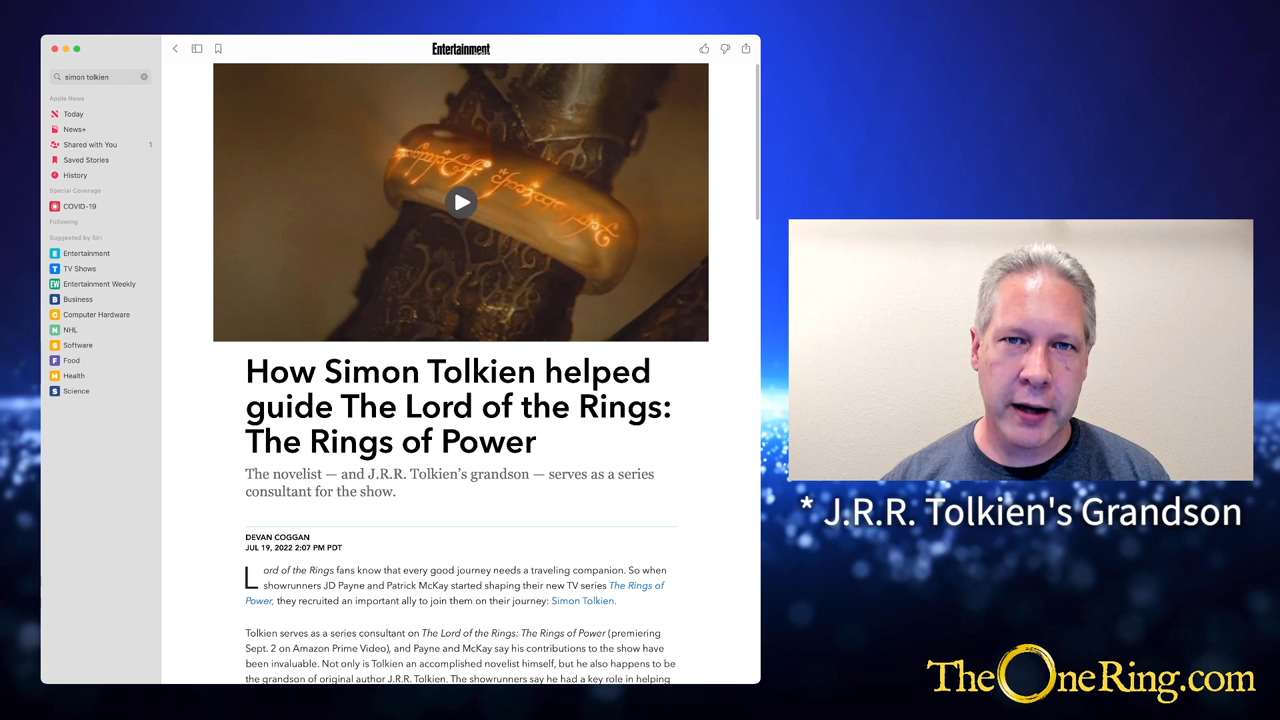 Entertainment
simon tolkien
Apple News
Today
News+
Shared with You 1
Saved Stories
History
Special Coverage
COVID-19
Following
Suggested by Siri
E Entertainment
T TV Shows
EW Entertainment Weekly
B Business
S Computer Hardware
N NHL
S Software
F Food
H Health
S Science
How Simon Tolkien helped
guide The Lord of the Rings:
The Rings of Power
The novelist — and J.R.R. Tolkien's grandson — serves as a series
consultant for the show.
DEVAN COGGAN
JUL 19, 2022 2:07 PM PDT
Lord of the Rings fans know that every good journey needs a traveling companion. So when
showrunners JD Payne and Patrick McKay started shaping their new TV series The Rings of
Power, they recruited an important ally to join them on their journey: Simon Tolkien.
Tolkien serves as a series consultant on The Lord of the Rings: The Rings of Power (premiering
Sept. 2 on Amazon Prime Video), and Payne and McKay say his contributions to the show have
been invaluable. Not only is Tolkien an accomplished novelist himself, but he also happens to be
the grandson of original author J.R.R. Tolkien. The showrunners say he had a key role in helping
* J.R.R. Tolkien's Grandson
TheOneRing.com